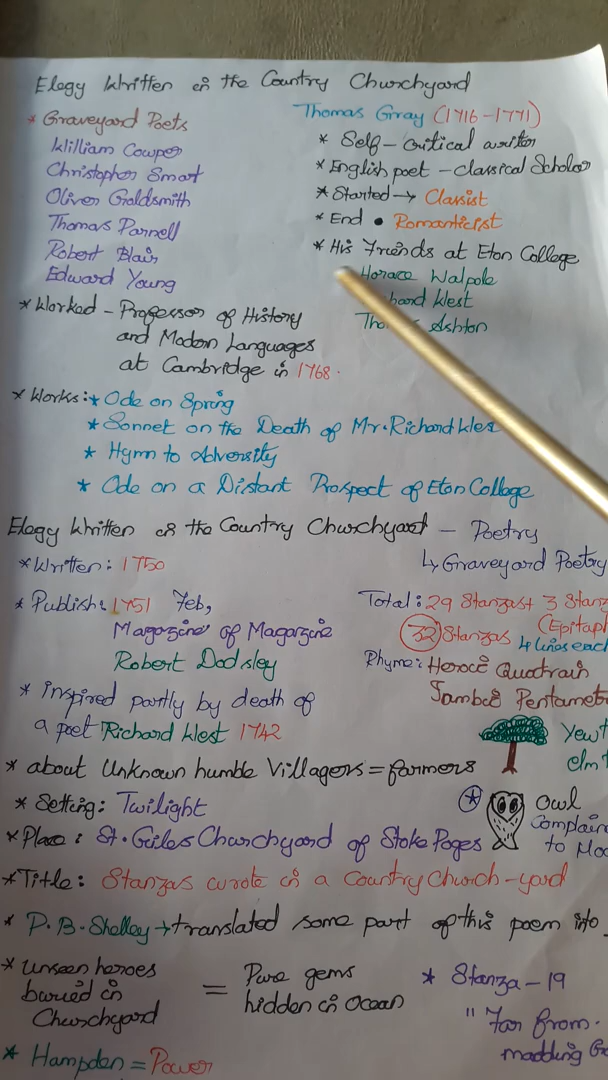 Elegy Written in the Country Churchyard
* Graveyard Poets
William Cowper
Christopher Smart
Oliver Goldsmith
Thomas Parnell
Robert Blair
Edward Young
Thomas Gray (1716-1771)
* Self-critical writer
* English poet - classical Scholar
* Started → Classist
* End • Romanticist
* His Friends at Eton College
Horace Walpole
West
Ashton
* Worked - Professor of History
and Modern Languages
at Cambridge in 1768.
* Works: * Ode on Spring
* Sonnet on the Death of Mr. Richard West
* Hymn to Adversity
* Ode on a Distant Prospect of Eton College
Elegy Written in the Country Churchyard - Poetry
↳ Graveyard Poetry
* Written: 1750
* Publish: 1751 Feb,
Magazine of Magazine
Robert Dodsley
Total: 29 Stanzas + 3
(Epitaph
32 Stanzas 4 lines each
Rhyme: Heroic Quatrain
Iambic
* inspired partly by death of
a poet Richard West 1742
elm
* about Unknown humble Villagers = farmers
* Setting: Twilight
* Owl
to
* Place: St. Giles Churchyard of Stoke Poges
* Title: Stanzas wrote in a Country Church-yard
* P.B. Shelley → translated some part of this poem into
* unseen heroes
buried in
Churchyard
= Pure gems
hidden in Ocean
* Stanza - 19
"Far from
madding
* Hampden = Power